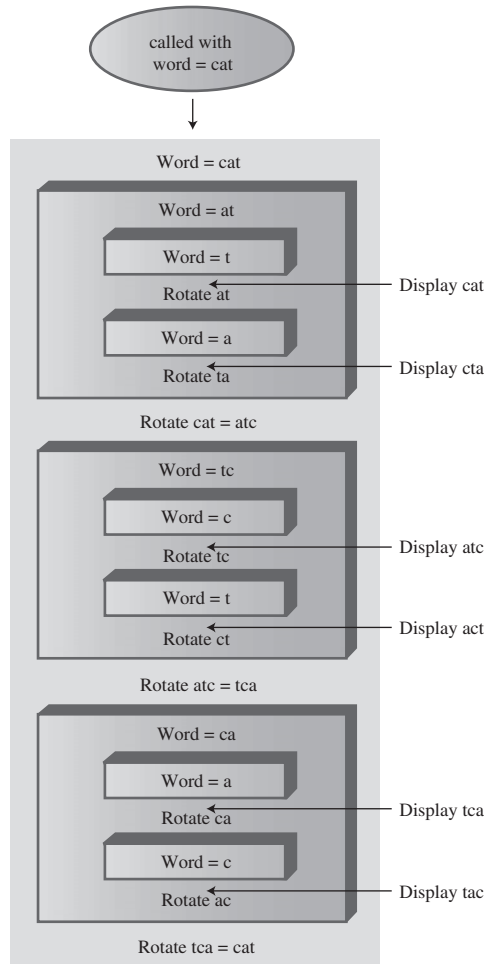 called with
word = cat
Word = cat
Word = at
Word = t
Rotate at
Display cat
Word = a
Rotate ta
Display cta
Rotate cat = atc
Word = tc
Word = c
Rotate tc
Display atc
Word = t
Rotate ct
Display act
Rotate atc = tca
Word = ca
Word = a
Rotate ca
Display tca
Word = c
Rotate ac
Display tac
Rotate tca = cat